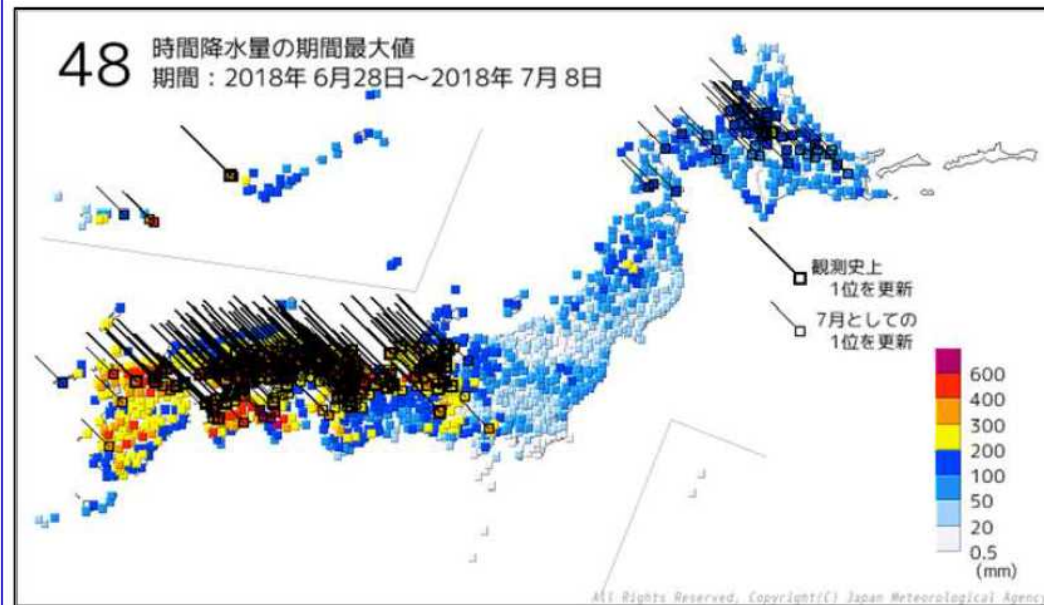 48
時間降水量の期間最大値
期間：2018年 6月28日～2018年 7月 8日
観測史上
1位を更新
7月としての
1位を更新
600
400
300
200
100
50
20
0.5
(mm)
All Rights Reserved, Copyright(C) Japan Meteorological Agency